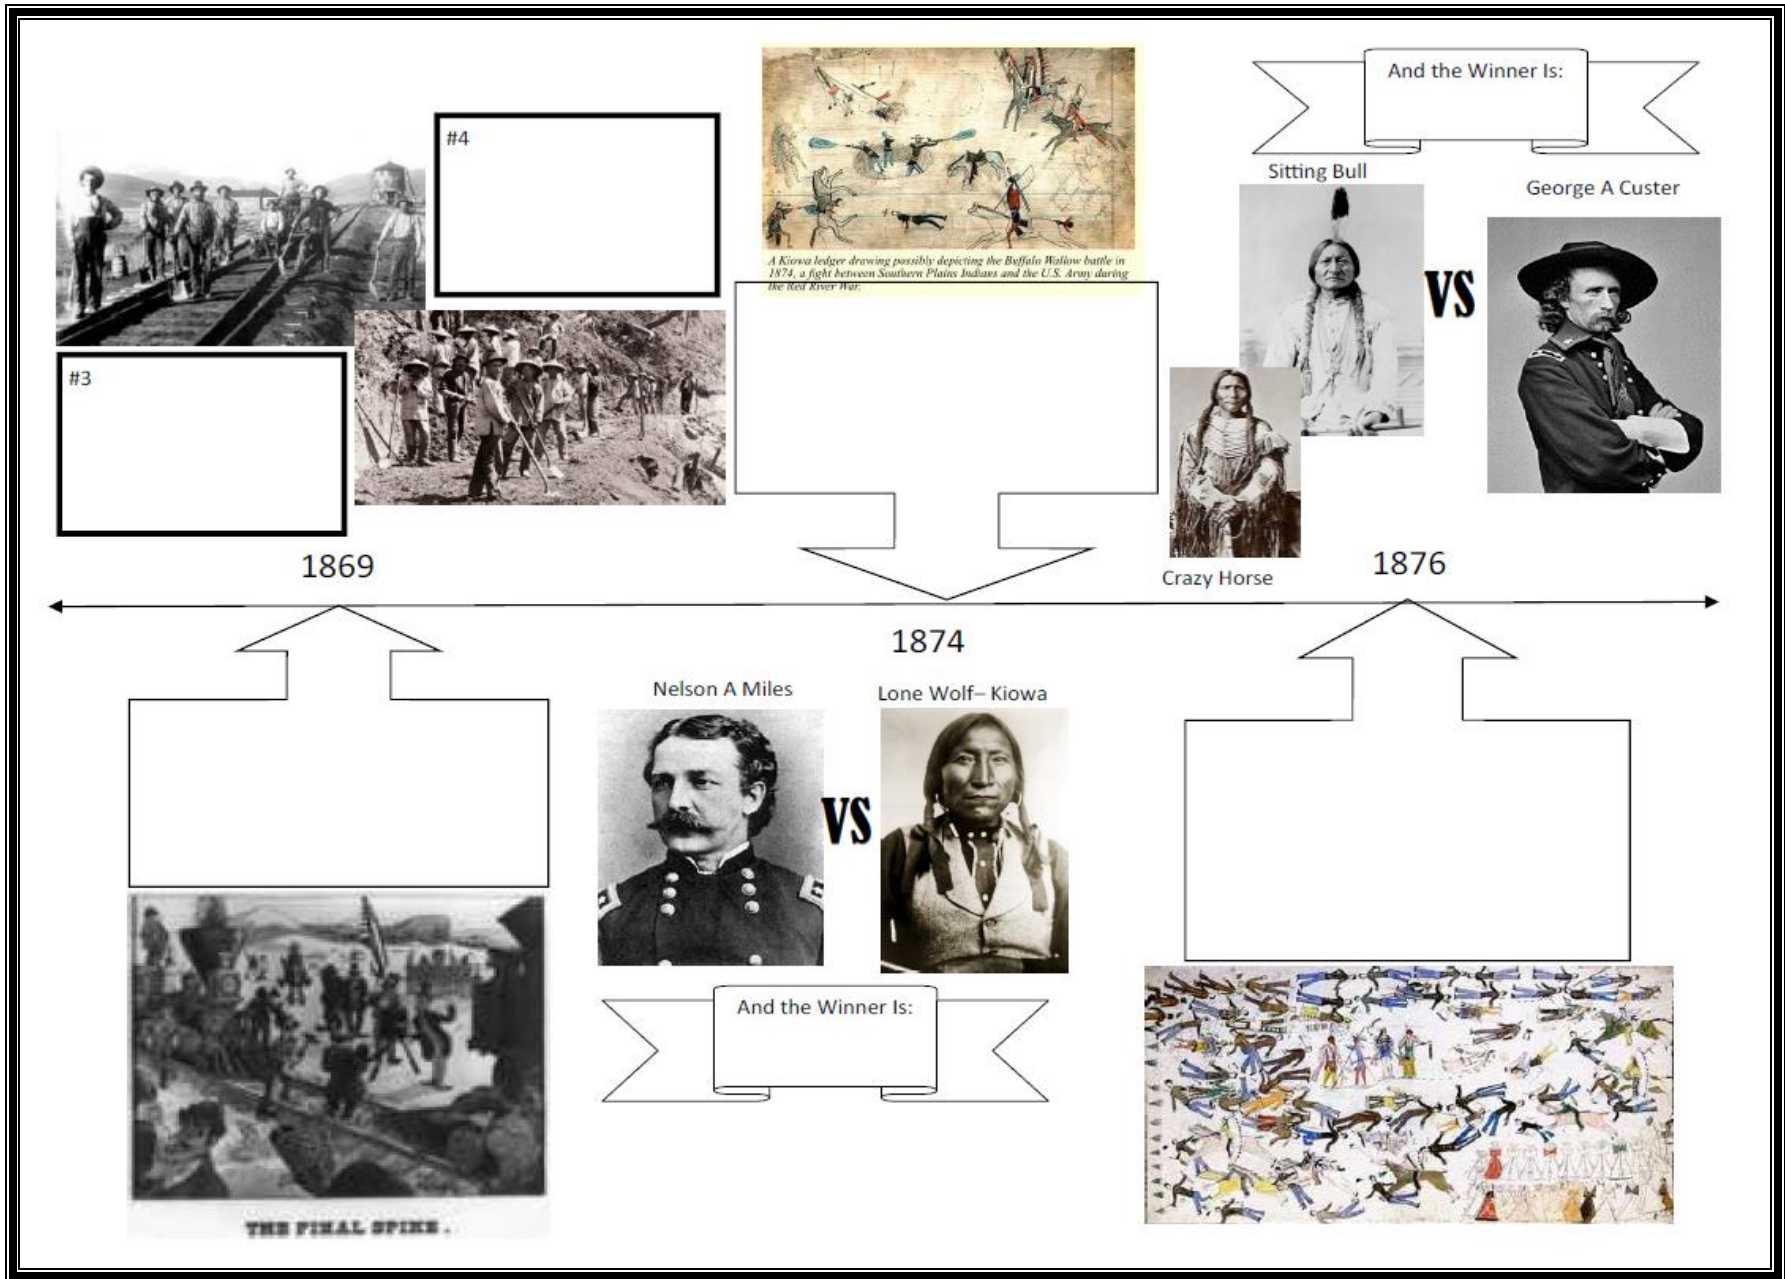 #4
#3
A Kiowa ledger drawing possibly depicting the Buffalo Wallow battle in
1874, a fight between Southern Plains Indians and the U.S. Army during
the Red River War.
And the Winner Is:
Sitting Bull
George A Custer
VS
Crazy Horse
1869
1876
1874
Nelson A Miles
Lone Wolf– Kiowa
VS
And the Winner Is:
THE FINAL SPIKE.